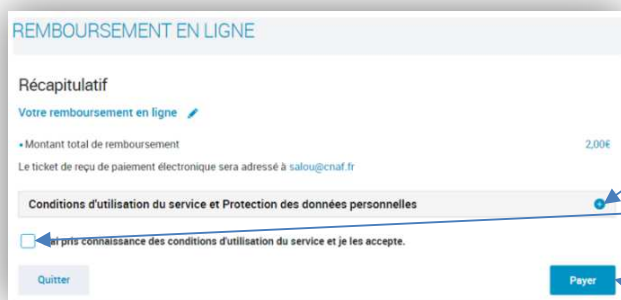 REMBOURSEMENT EN LIGNE
Récapitulatif
Votre remboursement en ligne
• Montant total de remboursement 2,00€
Le ticket de reçu de paiement électronique sera adressé à salou@cnaf.fr
Conditions d'utilisation du service et Protection des données personnelles
pris connaissance des conditions d'utilisation du service et je les accepte.
Quitter Payer